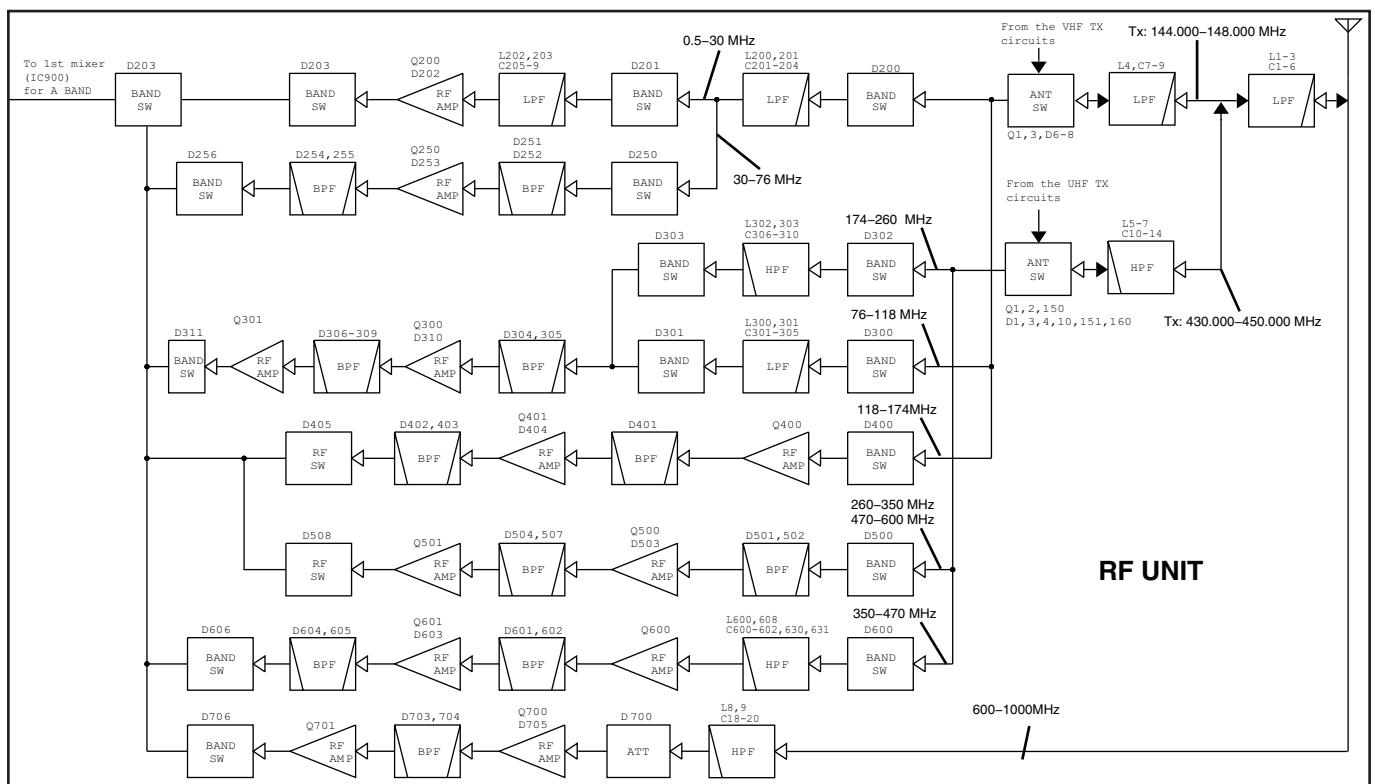 To 1st mixer
(IC900)
for A BAND
D203
BAND
SW
D203
BAND
SW
Q200
D202
RF
AMP
L202,203
C205-9
LPF
D201
BAND
SW
0.5–30 MHz
L200,201
C201-204
LPF
D200
BAND
SW
From the VHF TX
circuits
ANT
SW
Q1,3,D6-8
L4,C7-9
LPF
Tx: 144.000–148.000 MHz
L1-3
C1-6
LPF
D256
BAND
SW
D254,255
BPF
Q250
D253
RF
AMP
D251
D252
BPF
D250
BAND
SW
30–76 MHz
From the UHF TX
circuits
ANT
SW
Q1,2,150
D1,3,4,10,151,160
L5-7
C10-14
HPF
Tx: 430.000–450.000 MHz
D303
BAND
SW
L302,303
C306-310
HPF
D302
BAND
SW
174–260 MHz
D311
BAND
SW
Q301
RF
AMP
D306-309
BPF
Q300
D310
RF
AMP
D304,305
BPF
D301
BAND
SW
L300,301
C301-305
LPF
D300
BAND
SW
76–118 MHz
D405
RF
SW
D402,403
BPF
Q401
D404
RF
AMP
D401
BPF
Q400
RF
AMP
D400
BAND
SW
118–174MHz
D508
RF
SW
Q501
RF
AMP
D504,507
BPF
Q500
D503
RF
AMP
D501,502
BPF
D500
BAND
SW
260–350 MHz
470–600 MHz
RF UNIT
D606
BAND
SW
D604,605
BPF
Q601
D603
RF
AMP
D601,602
BPF
Q600
RF
AMP
L600,608
C600-602,630,631
HPF
D600
BAND
SW
350–470 MHz
D706
BAND
SW
Q701
RF
AMP
D703,704
BPF
Q700
D705
RF
AMP
D700
ATT
L8,9
C18-20
HPF
600–1000MHz